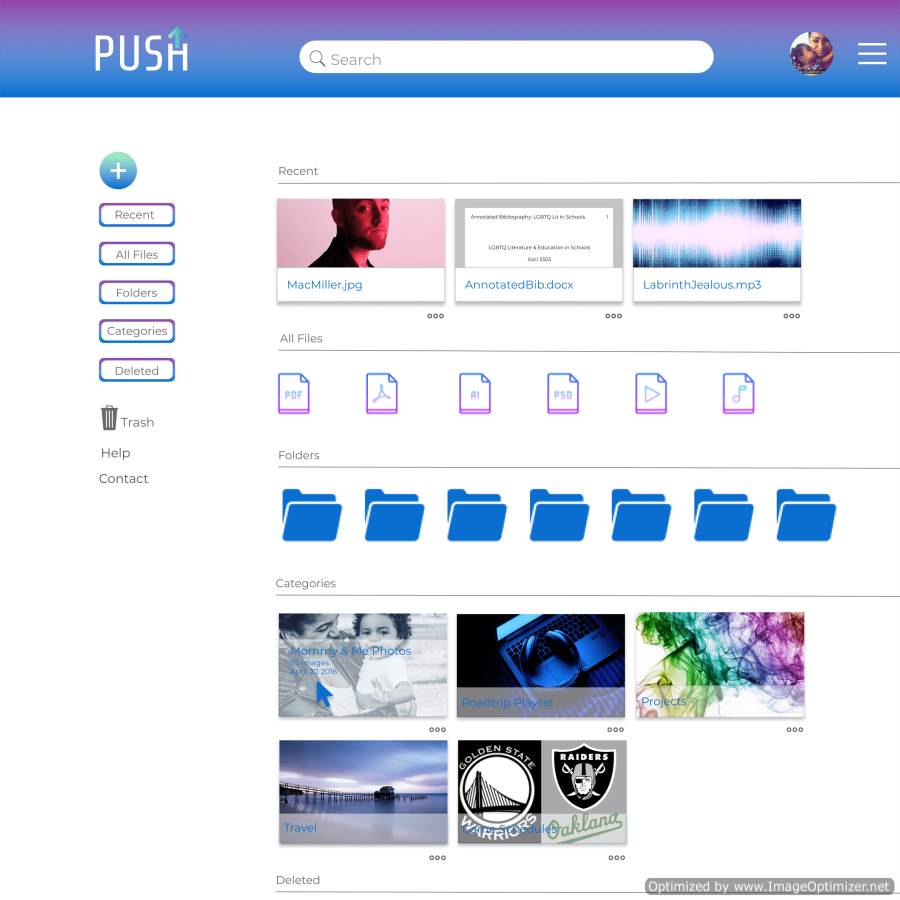 PUSH
Search
Recent
All Files
Folders
Categories
Deleted
Trash
Help
Contact
Recent
Annotated Bibliography: LGBTQ Lit in Schools 1
LGBTQ Literature & Education in Schools
Soci 3303
MacMiller.jpg
AnnotatedBib.docx
LabrinthJealous.mp3
All Files
PDF
AI
PSD
Folders
Categories
Mommy & Me Photos
images
April 20 2016
Roadtrip Playlist
Projects
GOLDEN STATE
WARRIORS
RAIDERS
Oakland
Travel
Schedules
Deleted
Optimized by www.ImageOptimizer.net